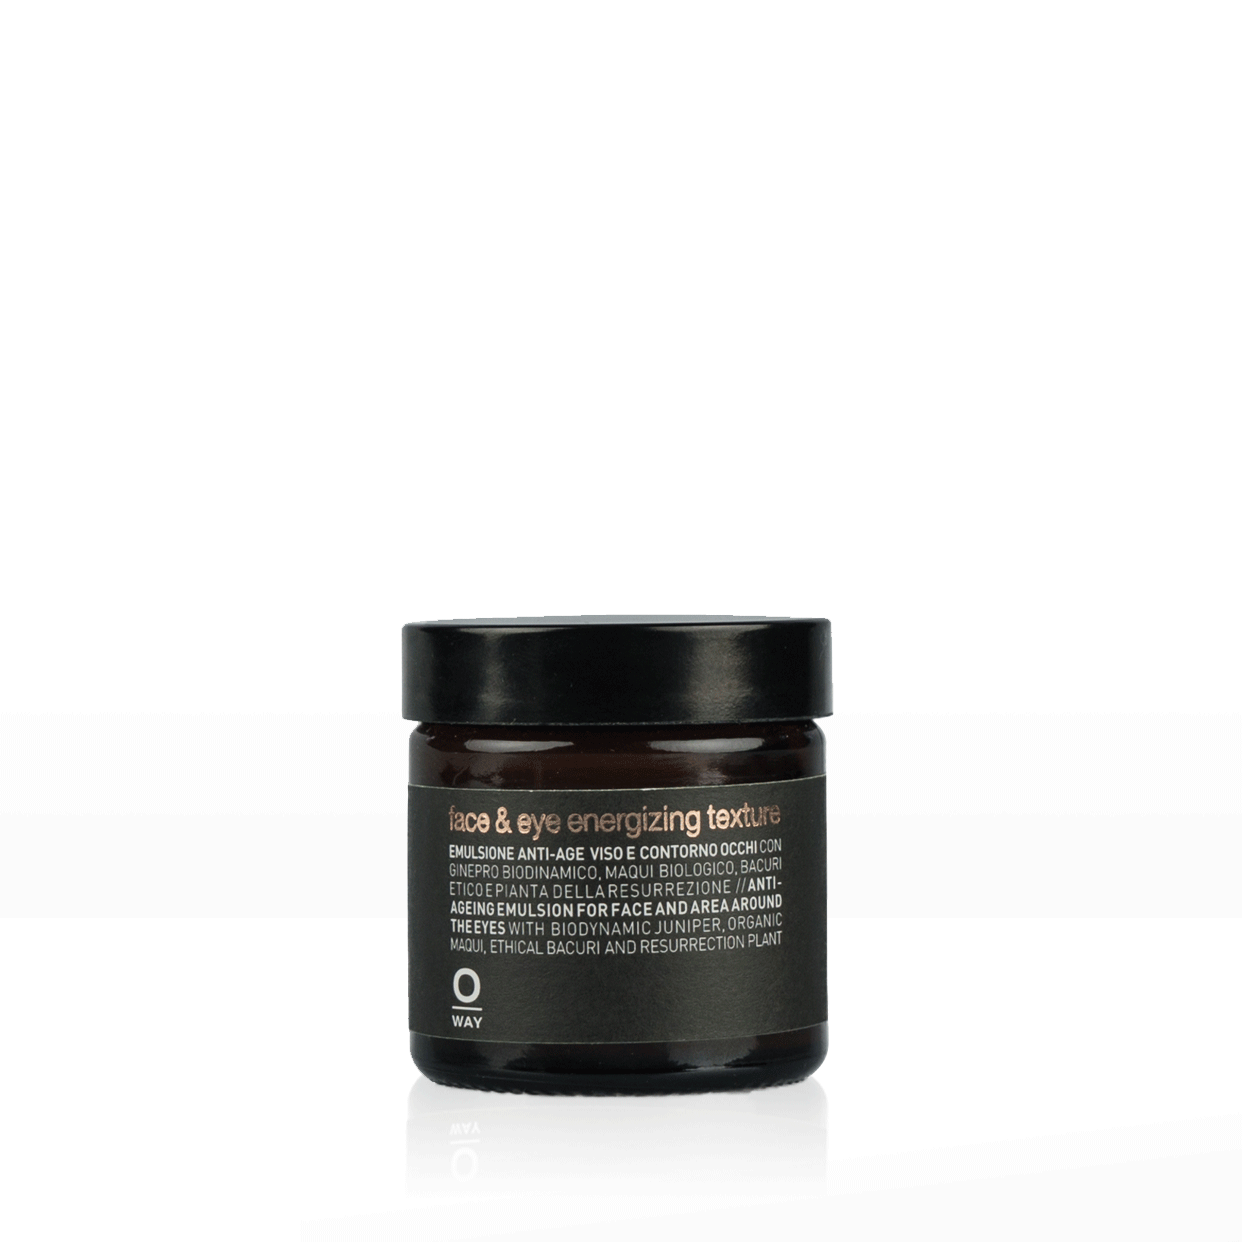 face & eye energizing texture
EMULSIONE ANTI-AGE VISO E CONTORNO OCCHI CON
GINEPRO BIODINAMICO, MAQUI BIOLOGICO, BACURI
ETICO E PIANTA DELLA RESURREZIONE // ANTI-
AGEING EMULSION FOR FACE AND AREA AROUND
THE EYES WITH BIODYNAMIC JUNIPER, ORGANIC
MAQUI, ETHICAL BACURI AND RESURRECTION PLANT
O
WAY